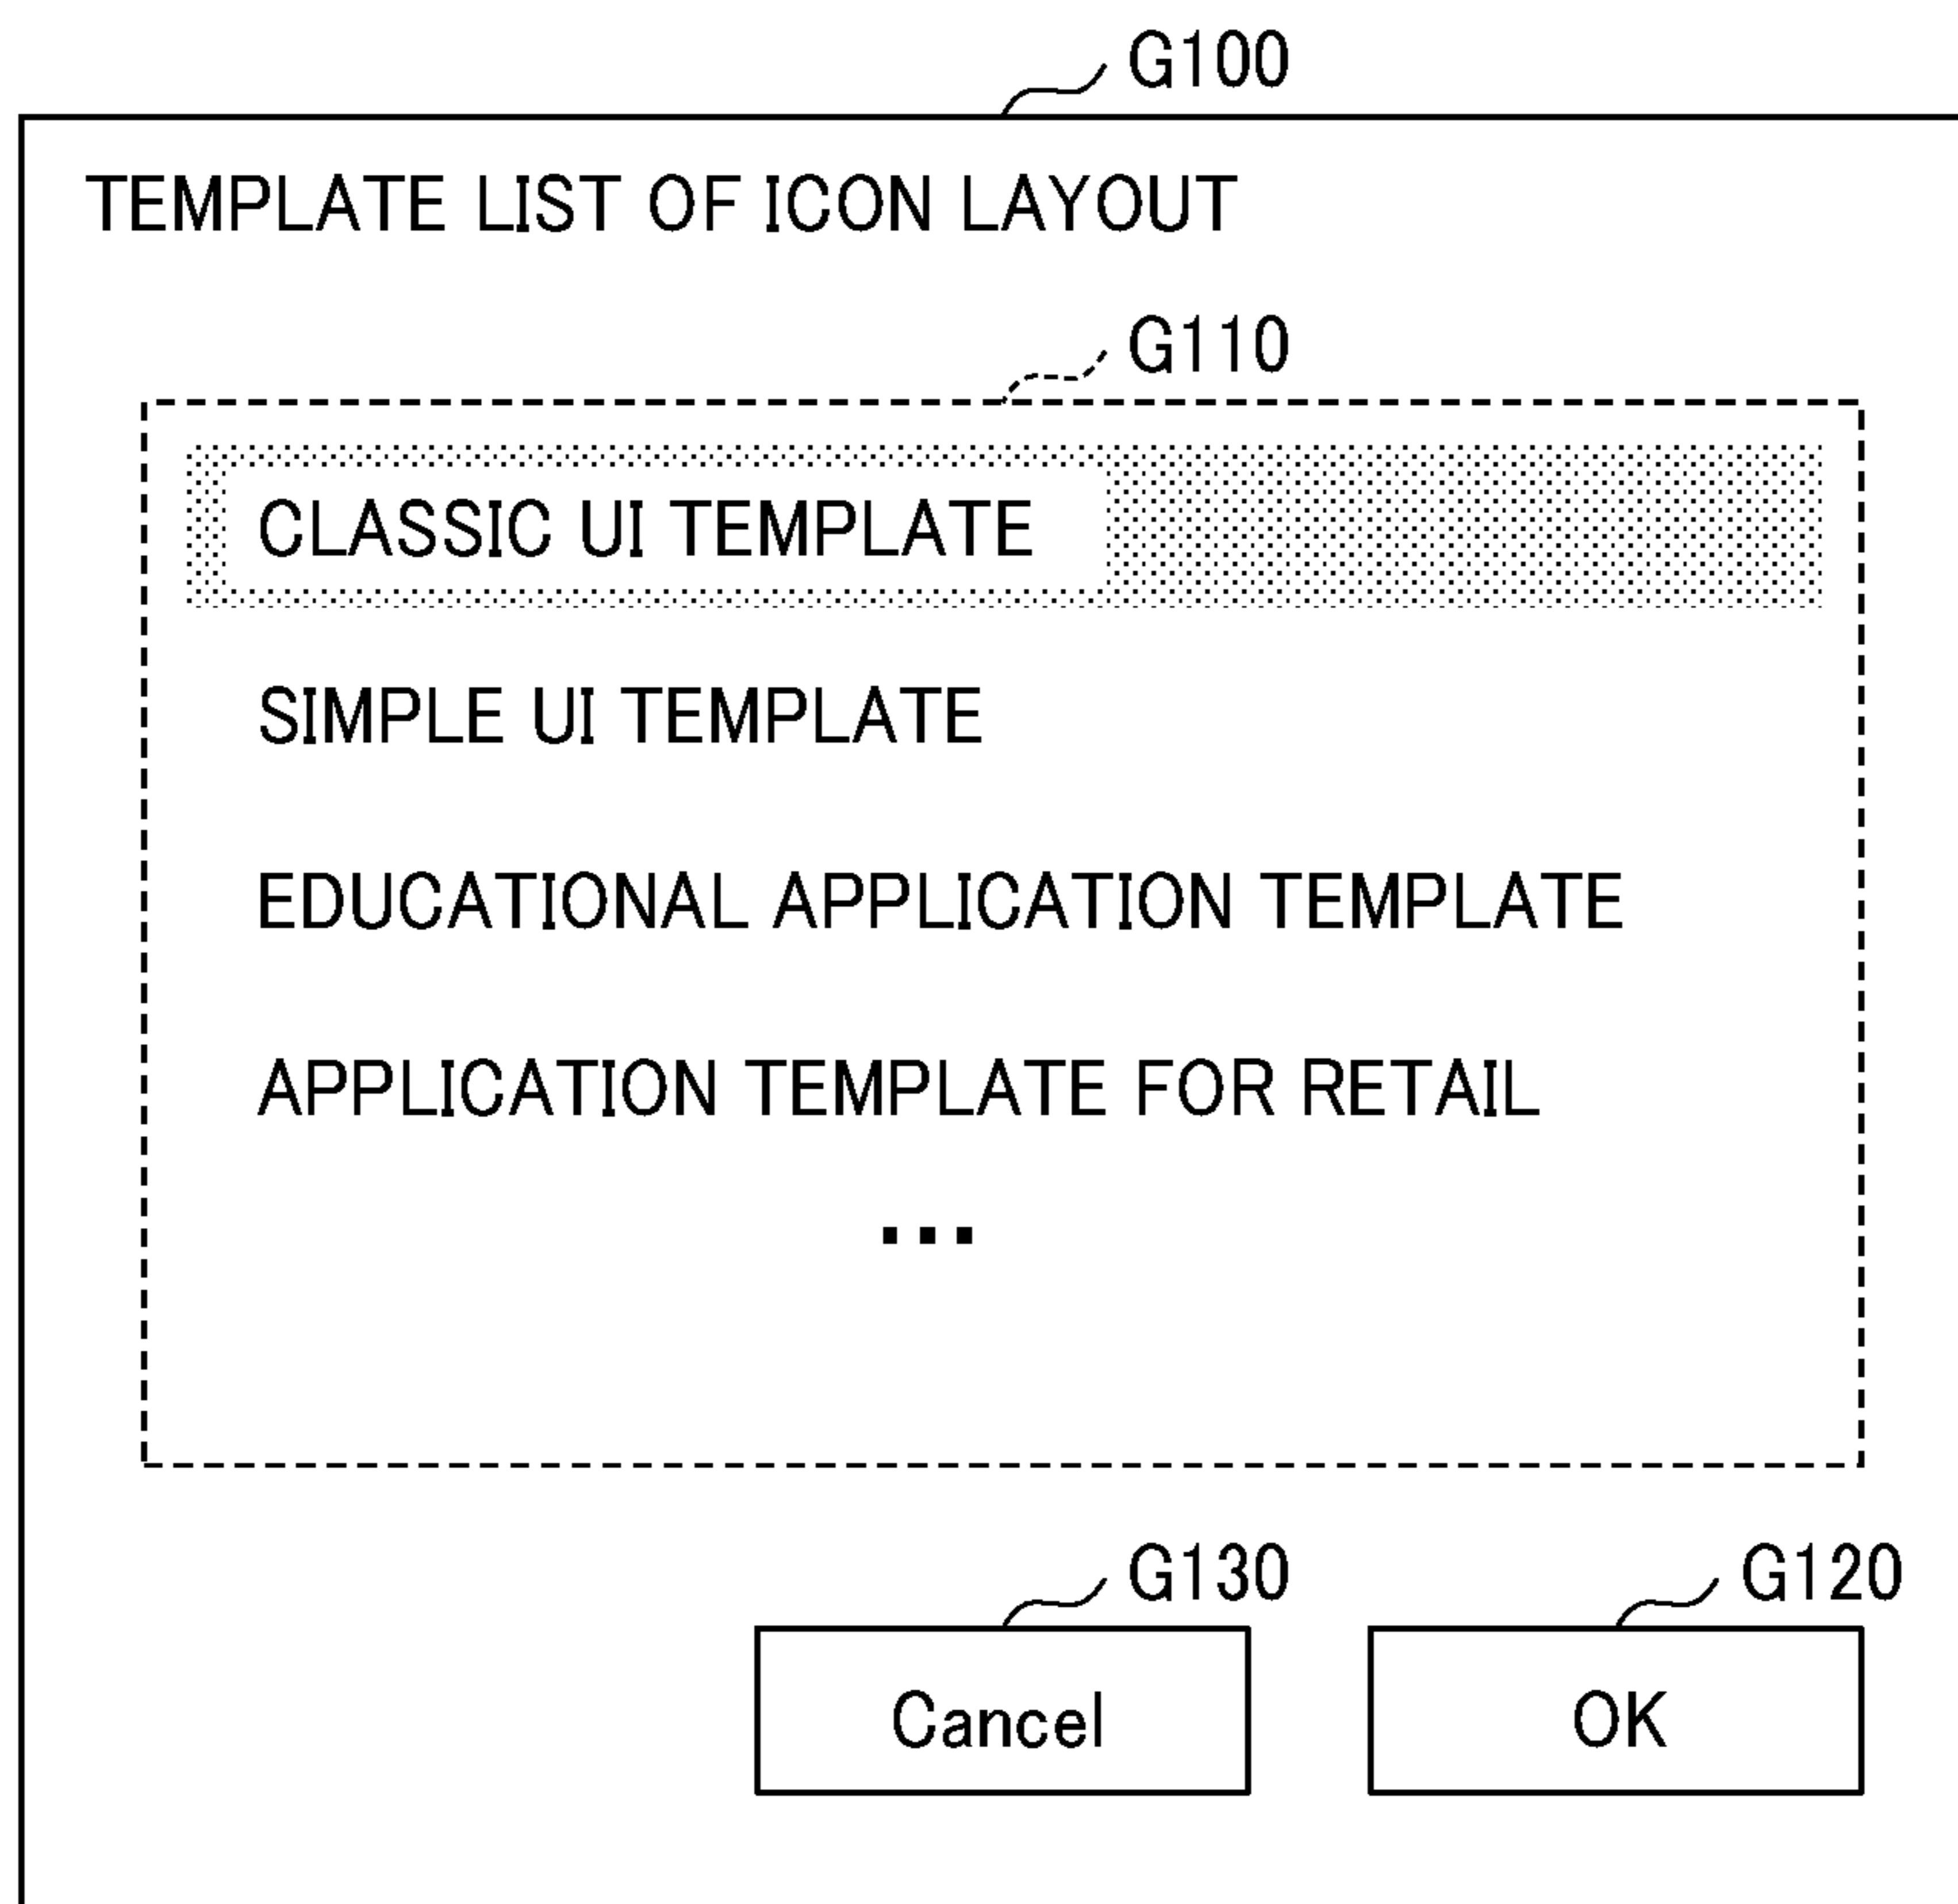 G100
TEMPLATE LIST OF ICON LAYOUT
G110
CLASSIC UI TEMPLATE
SIMPLE UI TEMPLATE
EDUCATIONAL APPLICATION TEMPLATE
APPLICATION TEMPLATE FOR RETAIL
...
G130 G120
Cancel OK